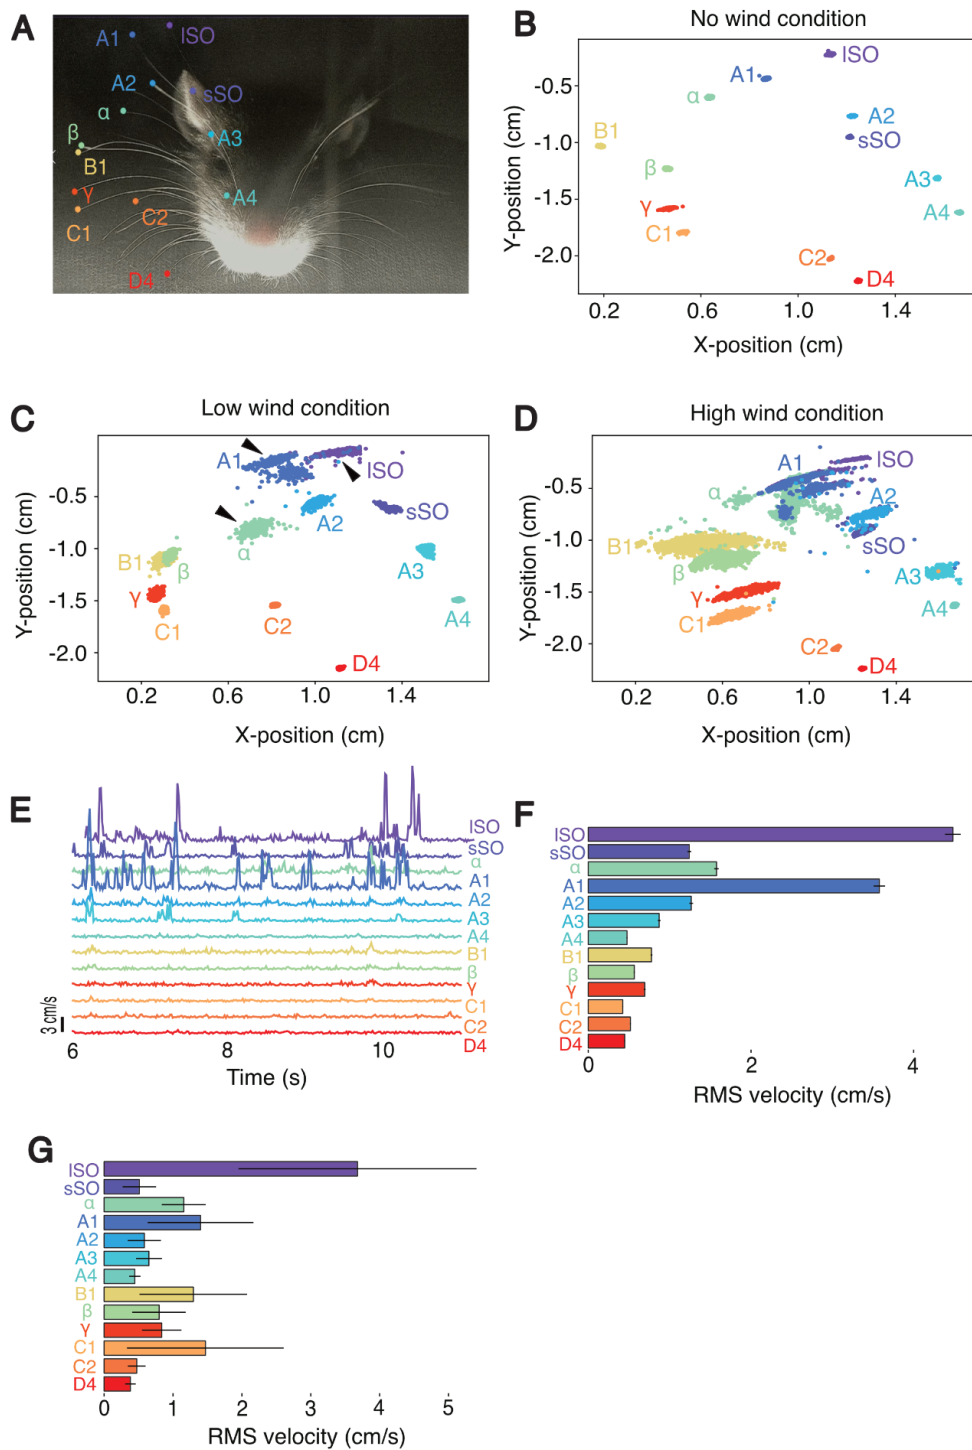 A
A1
lSO
A2
sSO
α
A3
β
B1
γ
A4
C2
C1
D4
B
No wind condition
lSO
A1
α
A2
sSO
B1
β
A3
γ
A4
C1
C2
D4
-0.5
-1.0
-1.5
-2.0
0.2
0.6
1.0
1.4
Y-position (cm)
X-position (cm)
C
Low wind condition
A1
lSO
A2
sSO
α
B1
β
A3
γ
C1
C2
A4
D4
-0.5
-1.0
-1.5
-2.0
0.2
0.6
1.0
1.4
Y-position (cm)
X-position (cm)
D
High wind condition
A1
lSO
α
A2
sSO
B1
β
A3
γ
A4
C1
C2
D4
-0.5
-1.0
-1.5
-2.0
0.2
0.6
1.0
1.4
Y-position (cm)
X-position (cm)
E
lSO
sSO
α
A1
A2
A3
A4
B1
β
γ
C1
C2
D4
3 cm/s
6
8
10
Time (s)
F
lSO
sSO
α
A1
A2
A3
A4
B1
β
γ
C1
C2
D4
0
2
4
RMS velocity (cm/s)
G
lSO
sSO
α
A1
A2
A3
A4
B1
β
γ
C1
C2
D4
0
1
2
3
4
5
RMS velocity (cm/s)